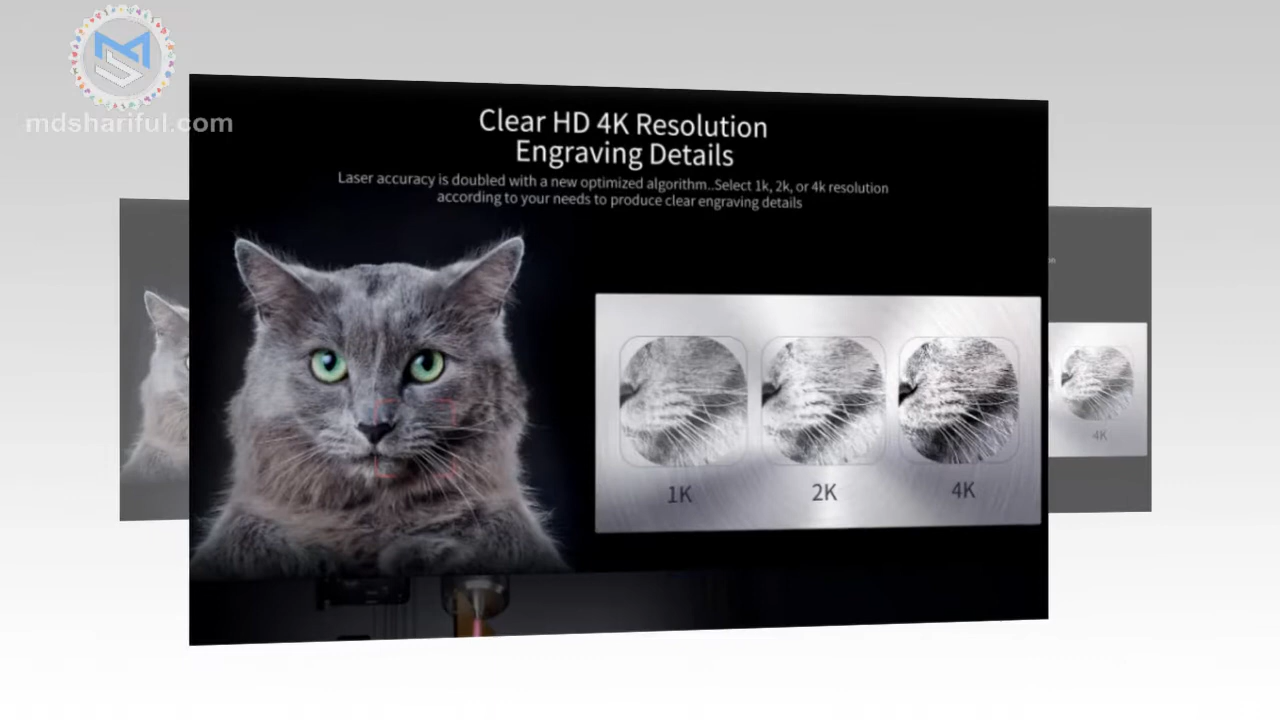 mdshariful.com
Clear HD 4K Resolution
Engraving Details
Laser accuracy is doubled with a new optimized algorithm..Select 1k, 2k, or 4k resolution
according to your needs to produce clear engraving details
on
1K
2K
4K
4K